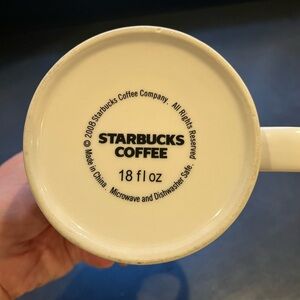 © 2008 Starbucks Coffee Company. All Rights Reserved.
STARBUCKS
COFFEE
18 fl oz
Made in China. Microwave and Dishwasher Safe.